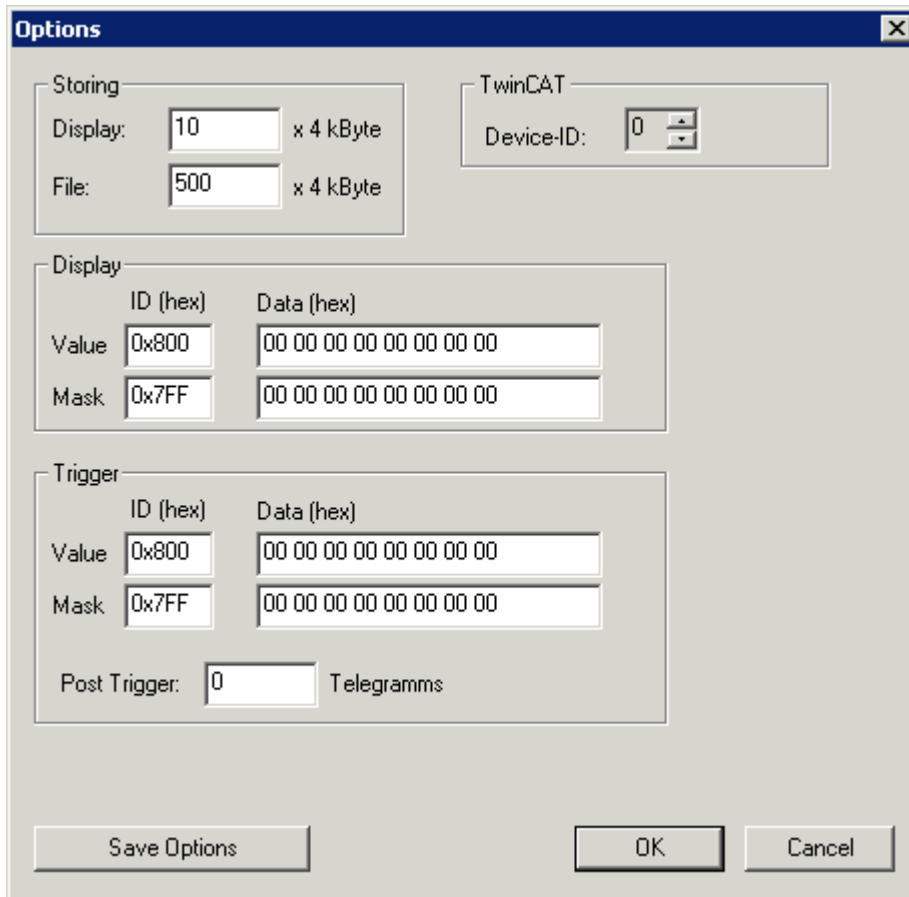 Options
Storing
Display: 10 x 4 kByte
File: 500 x 4 kByte
TwinCAT
Device-ID: 0
Display
ID (hex) Data (hex)
Value 0x800 00 00 00 00 00 00 00 00
Mask 0x7FF 00 00 00 00 00 00 00 00
Trigger
ID (hex) Data (hex)
Value 0x800 00 00 00 00 00 00 00 00
Mask 0x7FF 00 00 00 00 00 00 00 00
Post Trigger: 0 Telegramms
Save Options OK Cancel